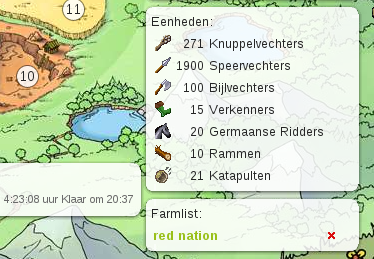 11
10
Eenheden:
271 Knuppelvechters
1900 Speervechters
100 Bijlvechters
15 Verkenners
20 Germaanse Ridders
10 Rammen
21 Katapulten
4:23:08 uur Klaar om 20:37
Farmlist:
red nation